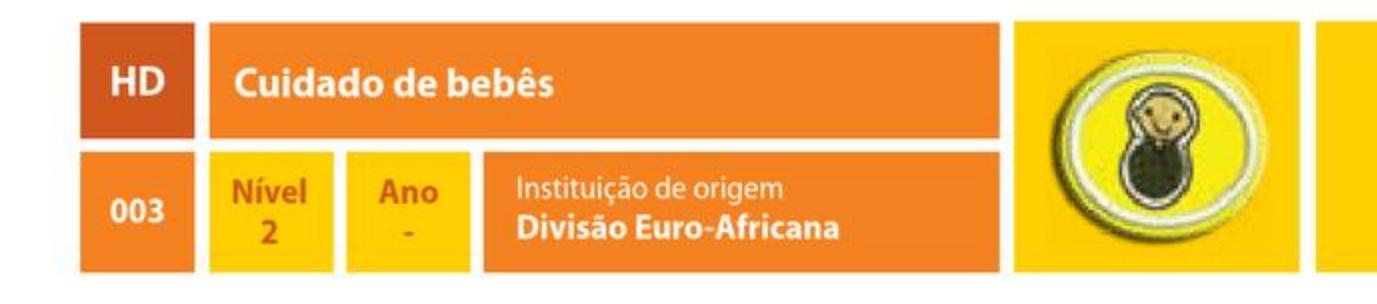 HD
Cuidado de bebês
003
Nível
2
Ano
-
Instituição de origem
Divisão Euro-Africana